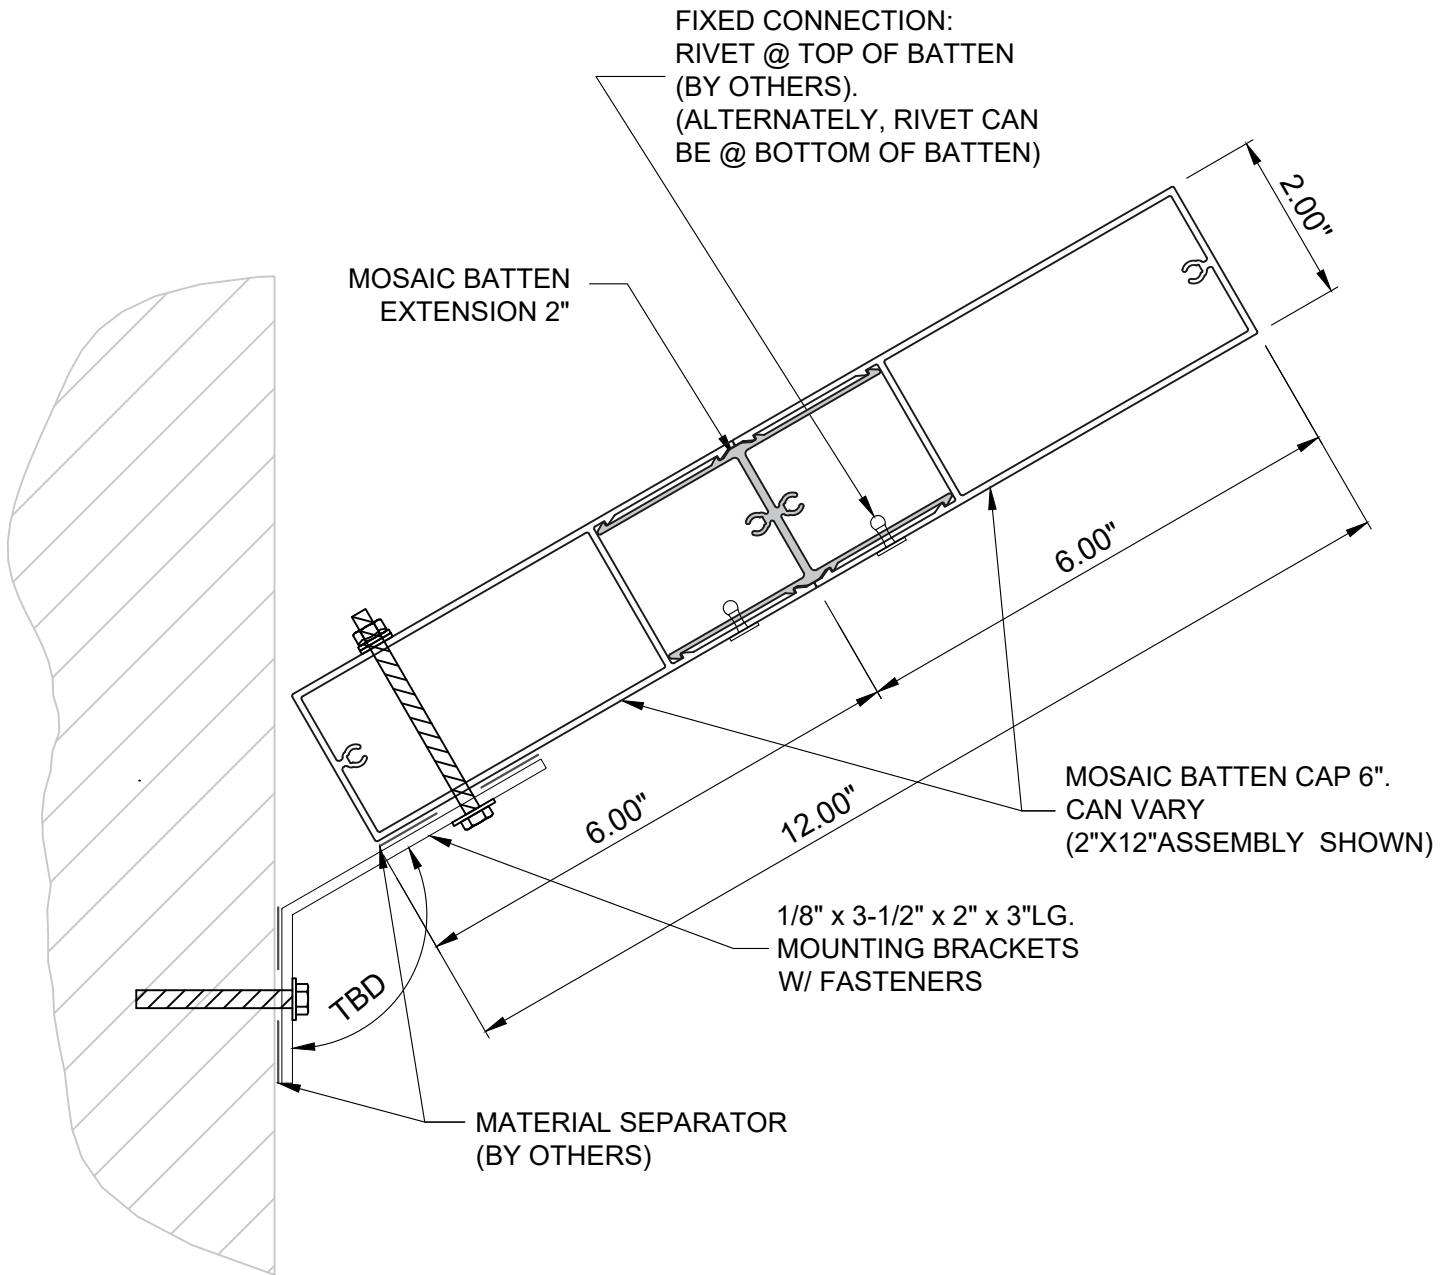 FIXED CONNECTION:
RIVET @ TOP OF BATTEN
(BY OTHERS).
(ALTERNATELY, RIVET CAN
BE @ BOTTOM OF BATTEN)
2.00"
MOSAIC BATTEN
EXTENSION 2"
6.00"
6.00"
12.00"
MOSAIC BATTEN CAP 6".
CAN VARY
(2"X12"ASSEMBLY SHOWN)
1/8" x 3-1/2" x 2" x 3"LG.
MOUNTING BRACKETS
W/ FASTENERS
TBD
MATERIAL SEPARATOR
(BY OTHERS)